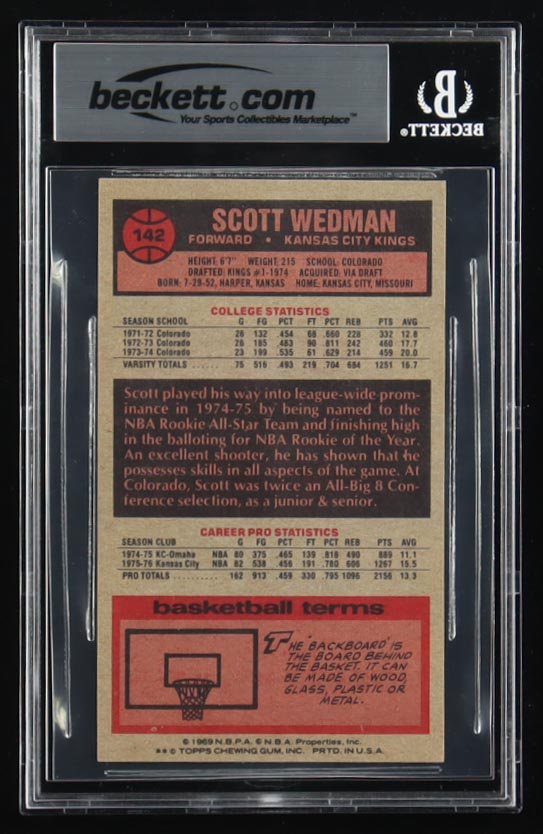 beckett.com
Your Sports Collectibles Marketplace™
B
BECKETT
142
SCOTT WEDMAN
FORWARD • KANSAS CITY KINGS
HEIGHT: 6'7" WEIGHT: 215 SCHOOL: COLORADO
DRAFTED: KINGS #1-1974 ACQUIRED: VIA DRAFT
BORN: 7-29-52, HARPER, KANSAS HOME: KANSAS CITY, MISSOURI
COLLEGE STATISTICS
SEASON SCHOOL G FG PCT FT PCT REB PTS AVG
1971-72 Colorado 26 132 .454 68 .660 228 332 12.8
1972-73 Colorado 26 185 .483 90 .811 242 460 17.7
1973-74 Colorado 23 199 .535 61 .629 214 459 20.0
VARSITY TOTALS 75 516 .493 219 .704 684 1251 16.7
Scott played his way into league-wide prom-
inance in 1974-75 by being named to the
NBA Rookie All-Star Team and finishing high
in the balloting for NBA Rookie of the Year.
An excellent shooter, he has shown that he
possesses skills in all aspects of the game. At
Colorado, Scott was twice an All-Big 8 Con-
ference selection, as a junior & senior.
CAREER PRO STATISTICS
SEASON CLUB G FG PCT FT PCT REB PTS AVG
1974-75 KC-Omaha NBA 80 375 .465 139 .818 490 889 11.1
1975-76 Kansas City NBA 82 538 .456 191 .780 606 1267 15.5
PRO TOTALS 162 913 .459 330 .795 1096 2156 13.3
basketball terms
THE "BACKBOARD" IS
THE BOARD BEHIND
THE BASKET. IT CAN
BE MADE OF WOOD,
GLASS, PLASTIC OR
METAL.
© 1969 N.B.P.A. © N.B.A. Properties, Inc.
** © TOPPS CHEWING GUM, INC. PRTD. IN U.S.A.